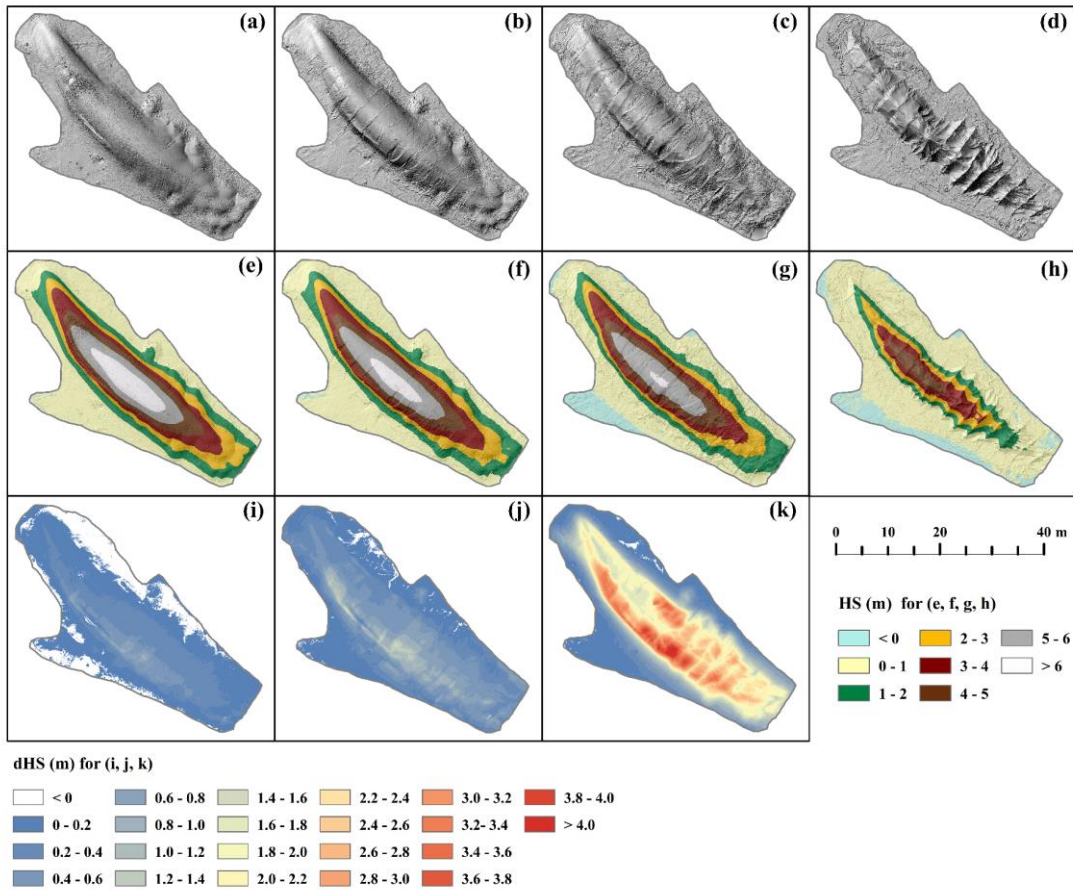 (a)
(b)
(c)
(d)
(e)
(f)
(g)
(h)
(i)
(j)
(k)
0 10 20 40 m
HS (m) for (e, f, g, h)
< 0 2 - 3 5 - 6
0 - 1 3 - 4 > 6
1 - 2 4 - 5
dHS (m) for (i, j, k)
< 0 0.6 - 0.8 1.4 - 1.6 2.2 - 2.4 3.0 - 3.2 3.8 - 4.0
0 - 0.2 0.8 - 1.0 1.6 - 1.8 2.4 - 2.6 3.2- 3.4 > 4.0
0.2 - 0.4 1.0 - 1.2 1.8 - 2.0 2.6 - 2.8 3.4 - 3.6
0.4 - 0.6 1.2 - 1.4 2.0 - 2.2 2.8 - 3.0 3.6 - 3.8